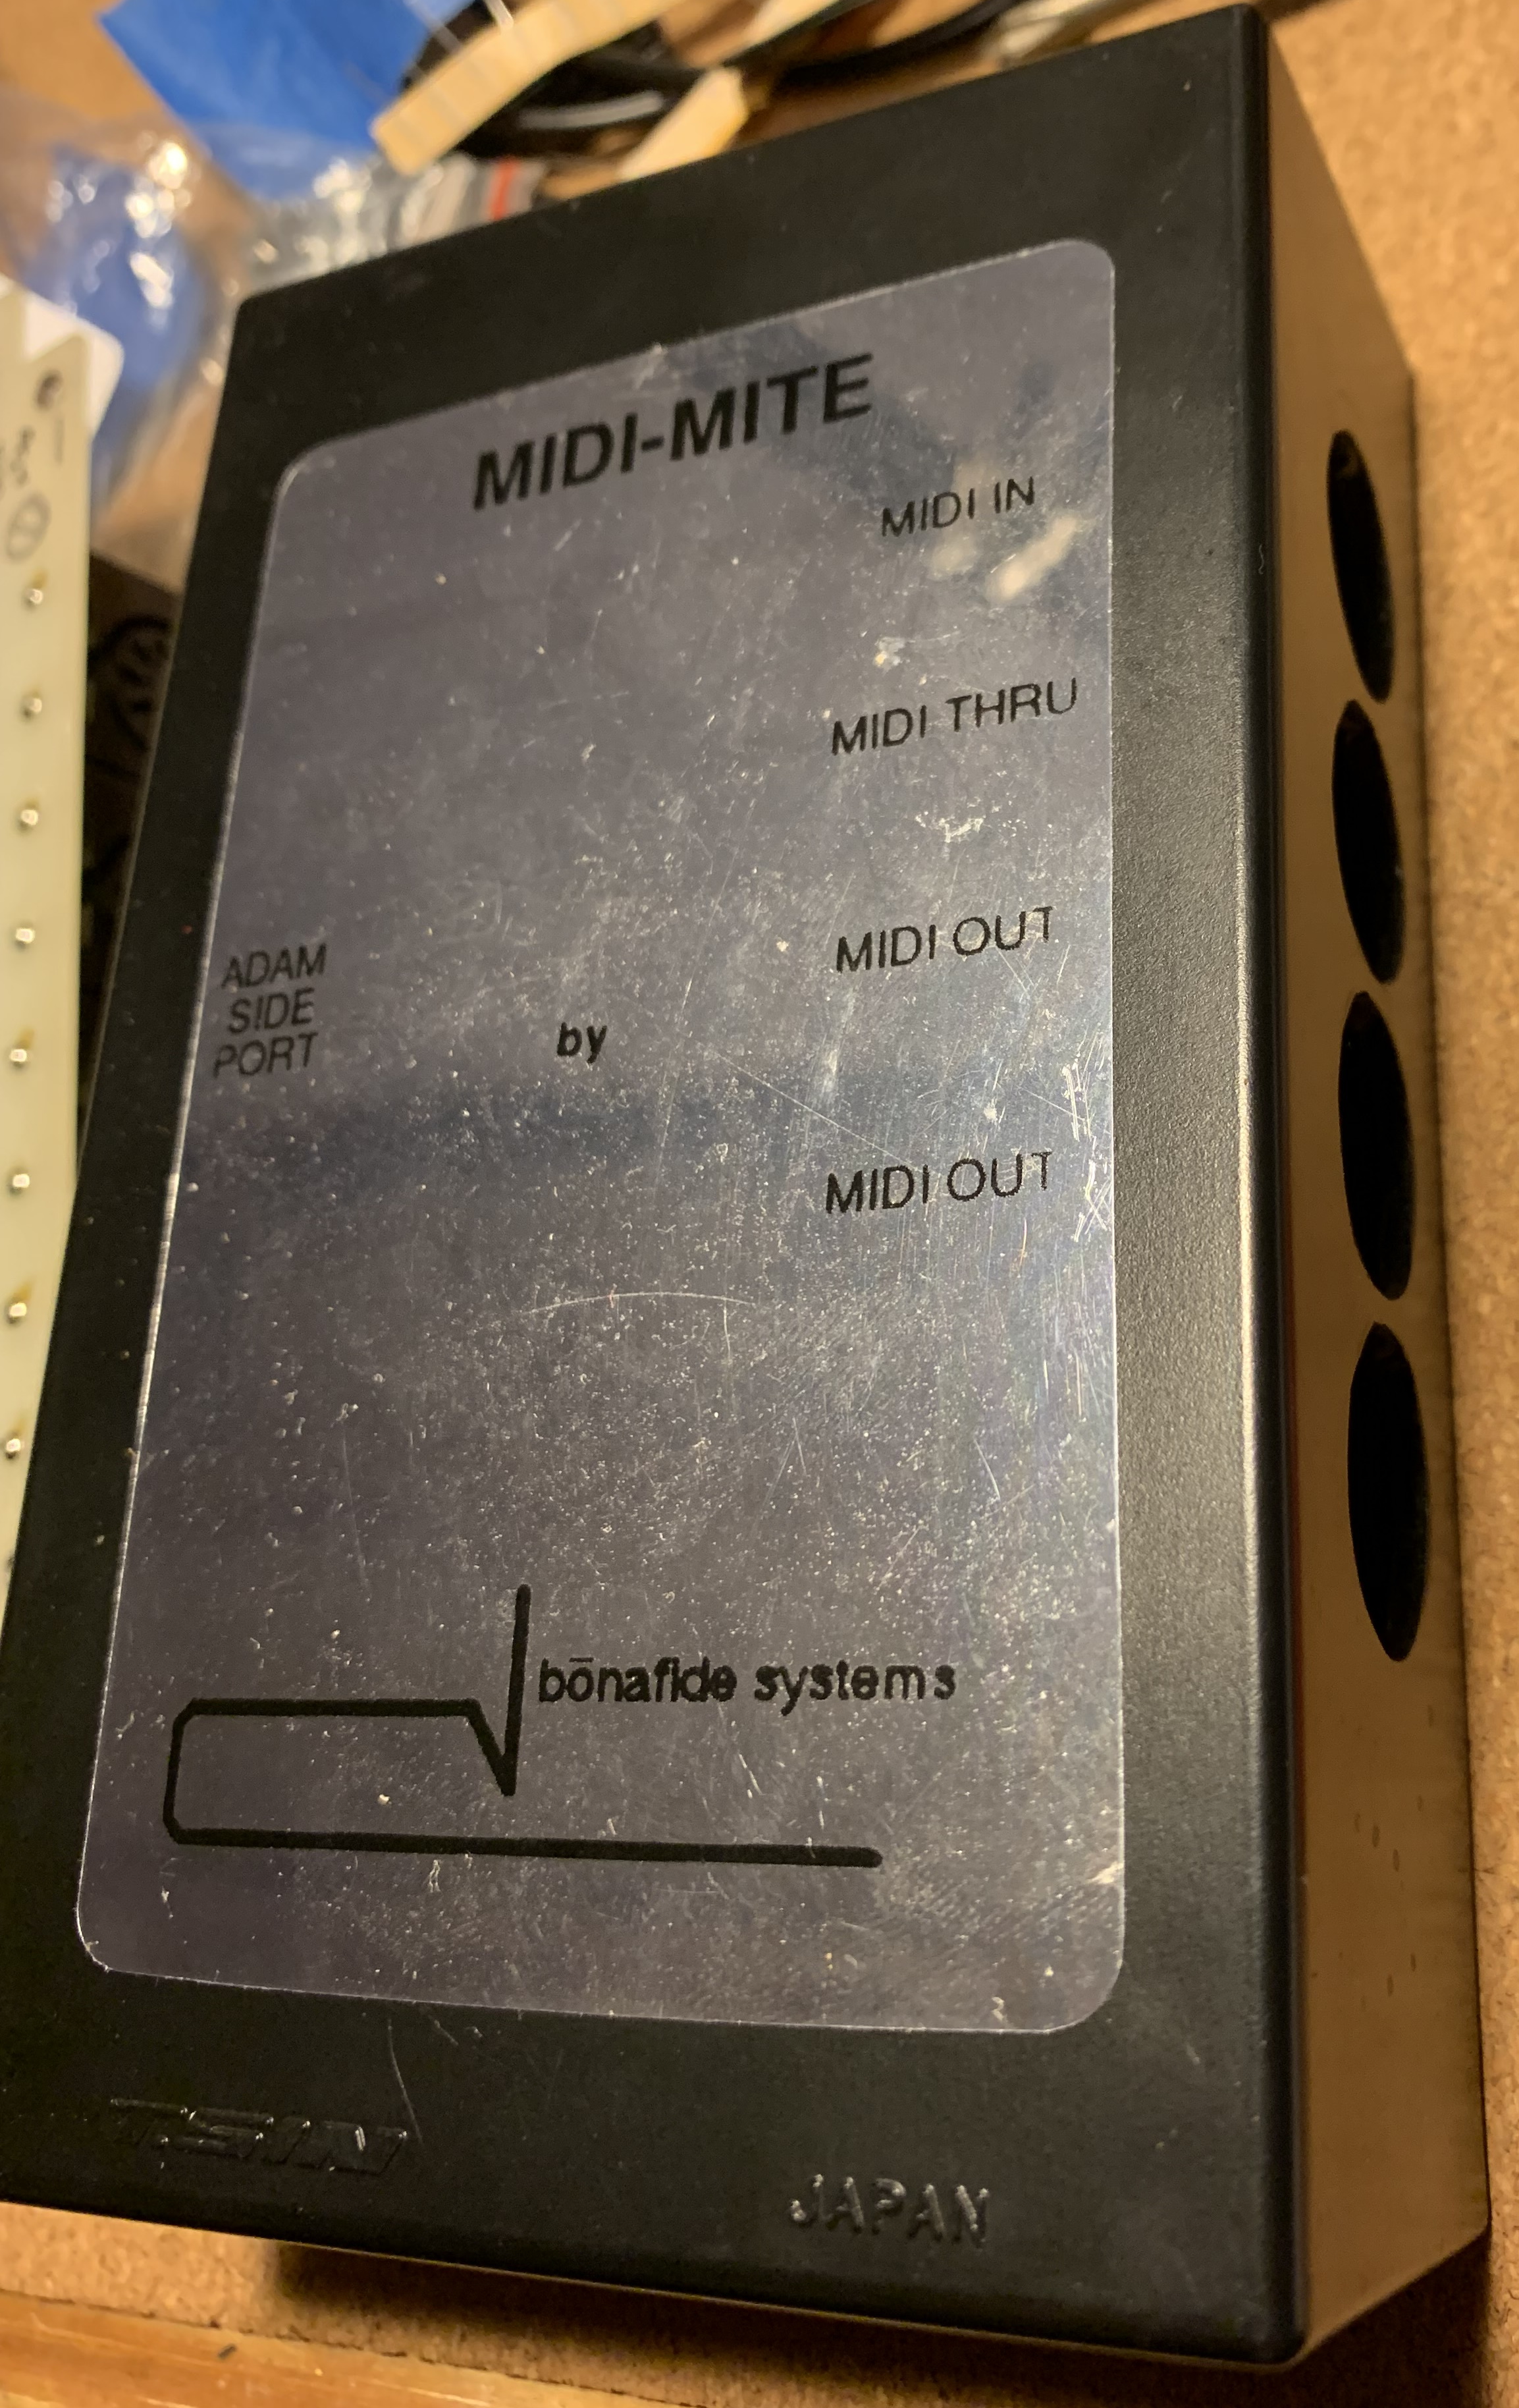 MIDI-MITE
MIDI IN
MIDI THRU
MIDI OUT
ADAM
SIDE
PORT
by
MIDI OUT
bōnafide systems
JAPAN